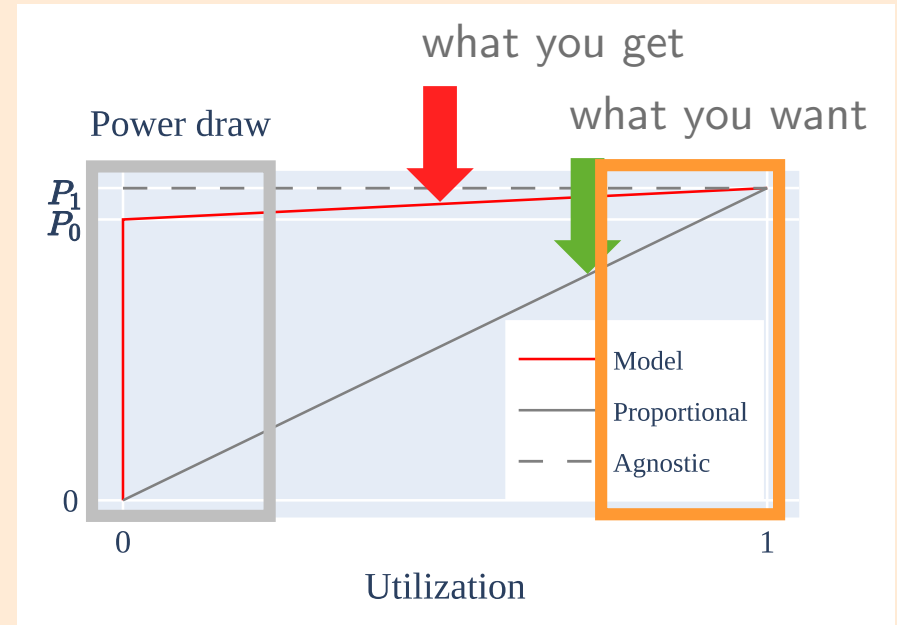 what you get
what you want
Power draw
P₁
P₀
Model
Proportional
Agnostic
0
0
1
Utilization